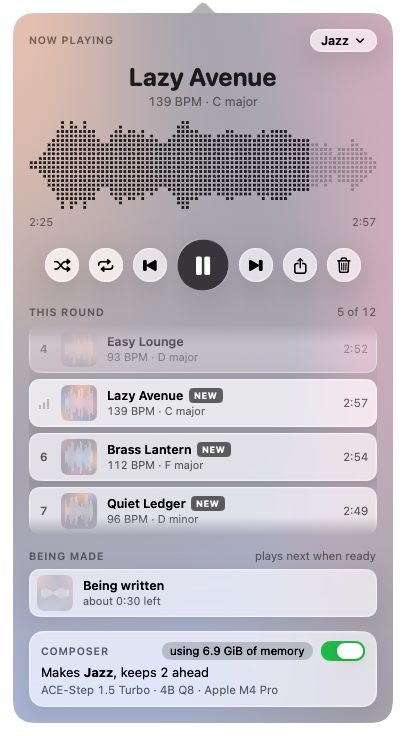 NOW PLAYING
Jazz
Lazy Avenue
139 BPM · C major
2:25
2:57
THIS ROUND
5 of 12
4
Easy Lounge
93 BPM · D major
2:52
Lazy Avenue NEW
139 BPM · C major
2:57
6
Brass Lantern NEW
112 BPM · F major
2:54
7
Quiet Ledger NEW
96 BPM · D minor
2:49
BEING MADE
plays next when ready
Being written
about 0:30 left
COMPOSER
using 6.9 GiB of memory
Makes Jazz, keeps 2 ahead
ACE-Step 1.5 Turbo · 4B Q8 · Apple M4 Pro